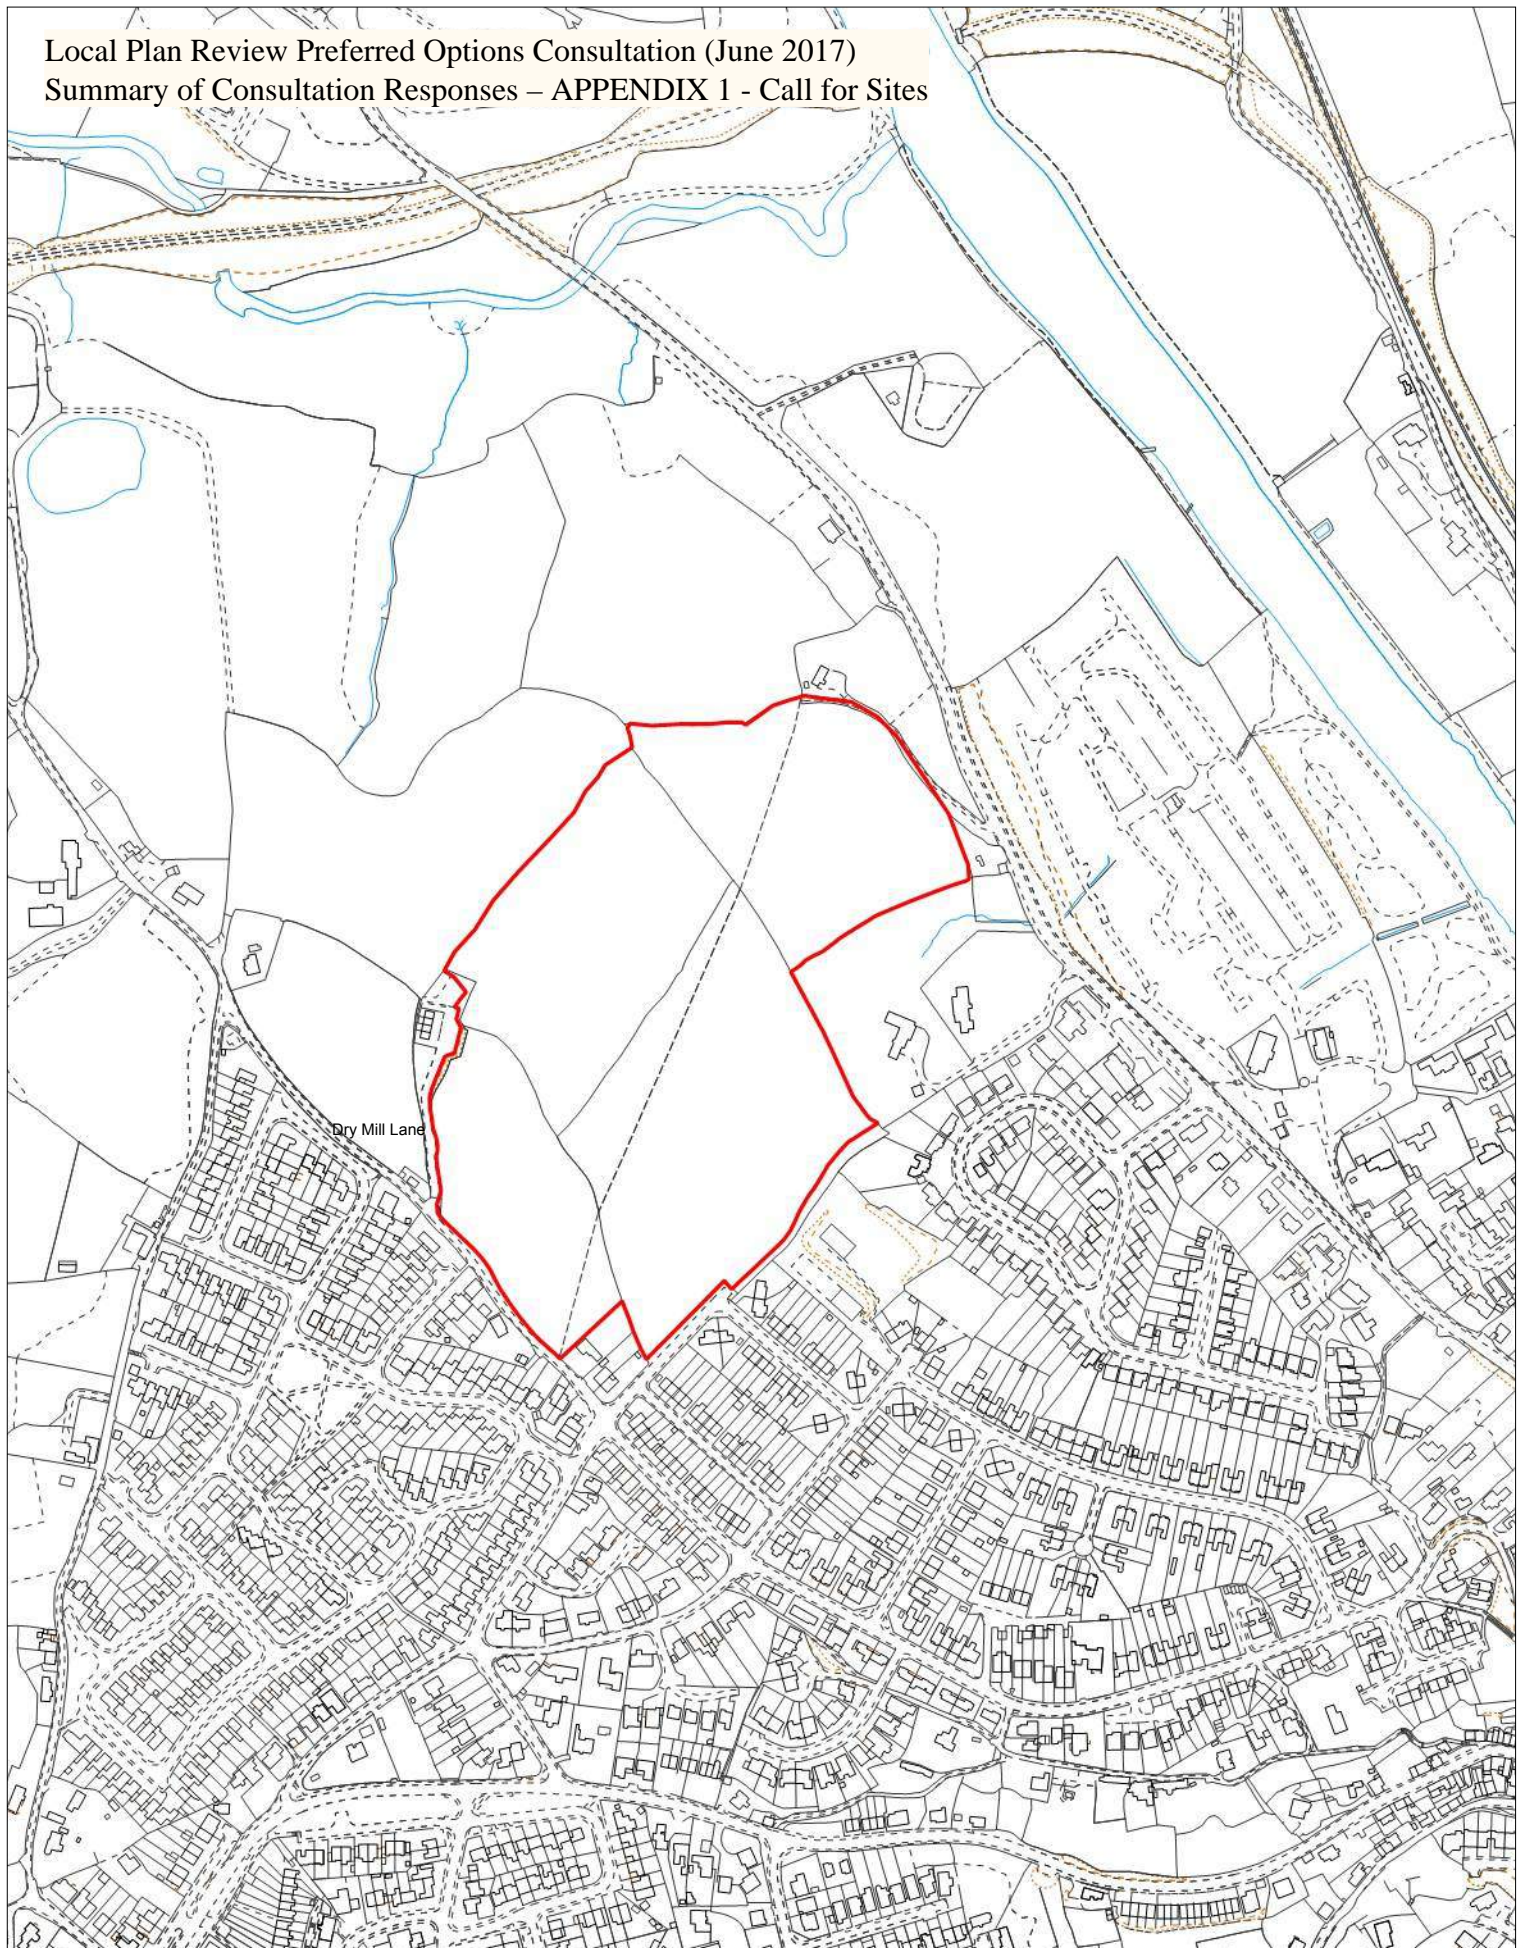 Local Plan Review Preferred Options Consultation (June 2017)
Summary of Consultation Responses – APPENDIX 1 - Call for Sites
Dry Mill Lane